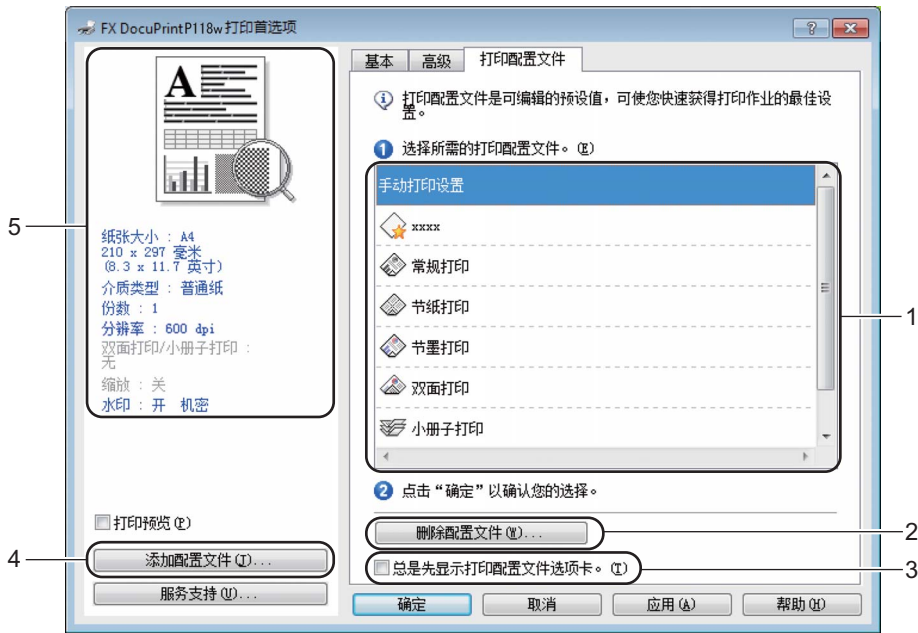 FX DocuPrint P118w 打印首选项
纸张大小 : A4
210 x 297 毫米
(8.3 x 11.7 英寸)
介质类型 : 普通纸
份数 : 1
分辨率 : 600 dpi
双面打印/小册子打印 :
无
缩放 : 关
水印 : 开 机密
打印预览(P)
添加配置文件(J)...
服务支持(U)...
基本
高级
打印配置文件
打印配置文件是可编辑的预设值，可使您快速获得打印作业的最佳设
置。
1 选择所需的打印配置文件。(E)
手动打印设置
xxxx
常规打印
节纸打印
节墨打印
双面打印
小册子打印
2 点击“确定”以确认您的选择。
删除配置文件(W)...
总是先显示打印配置文件选项卡。(T)
确定
取消
应用(A)
帮助(H)
A
5
4
1
2
3